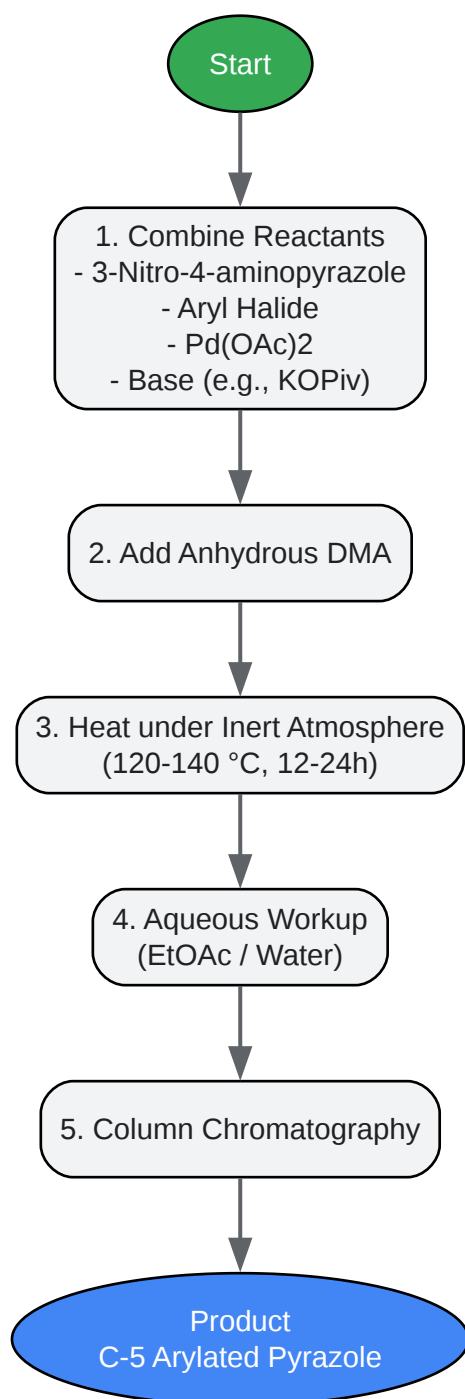 Start
1. Combine Reactants
- 3-Nitro-4-aminopyrazole
- Aryl Halide
- Pd(OAc)2
- Base (e.g., KOPiv)
2. Add Anhydrous DMA
3. Heat under Inert Atmosphere
(120-140 °C, 12-24h)
4. Aqueous Workup
(EtOAc / Water)
5. Column Chromatography
Product
C-5 Arylated Pyrazole